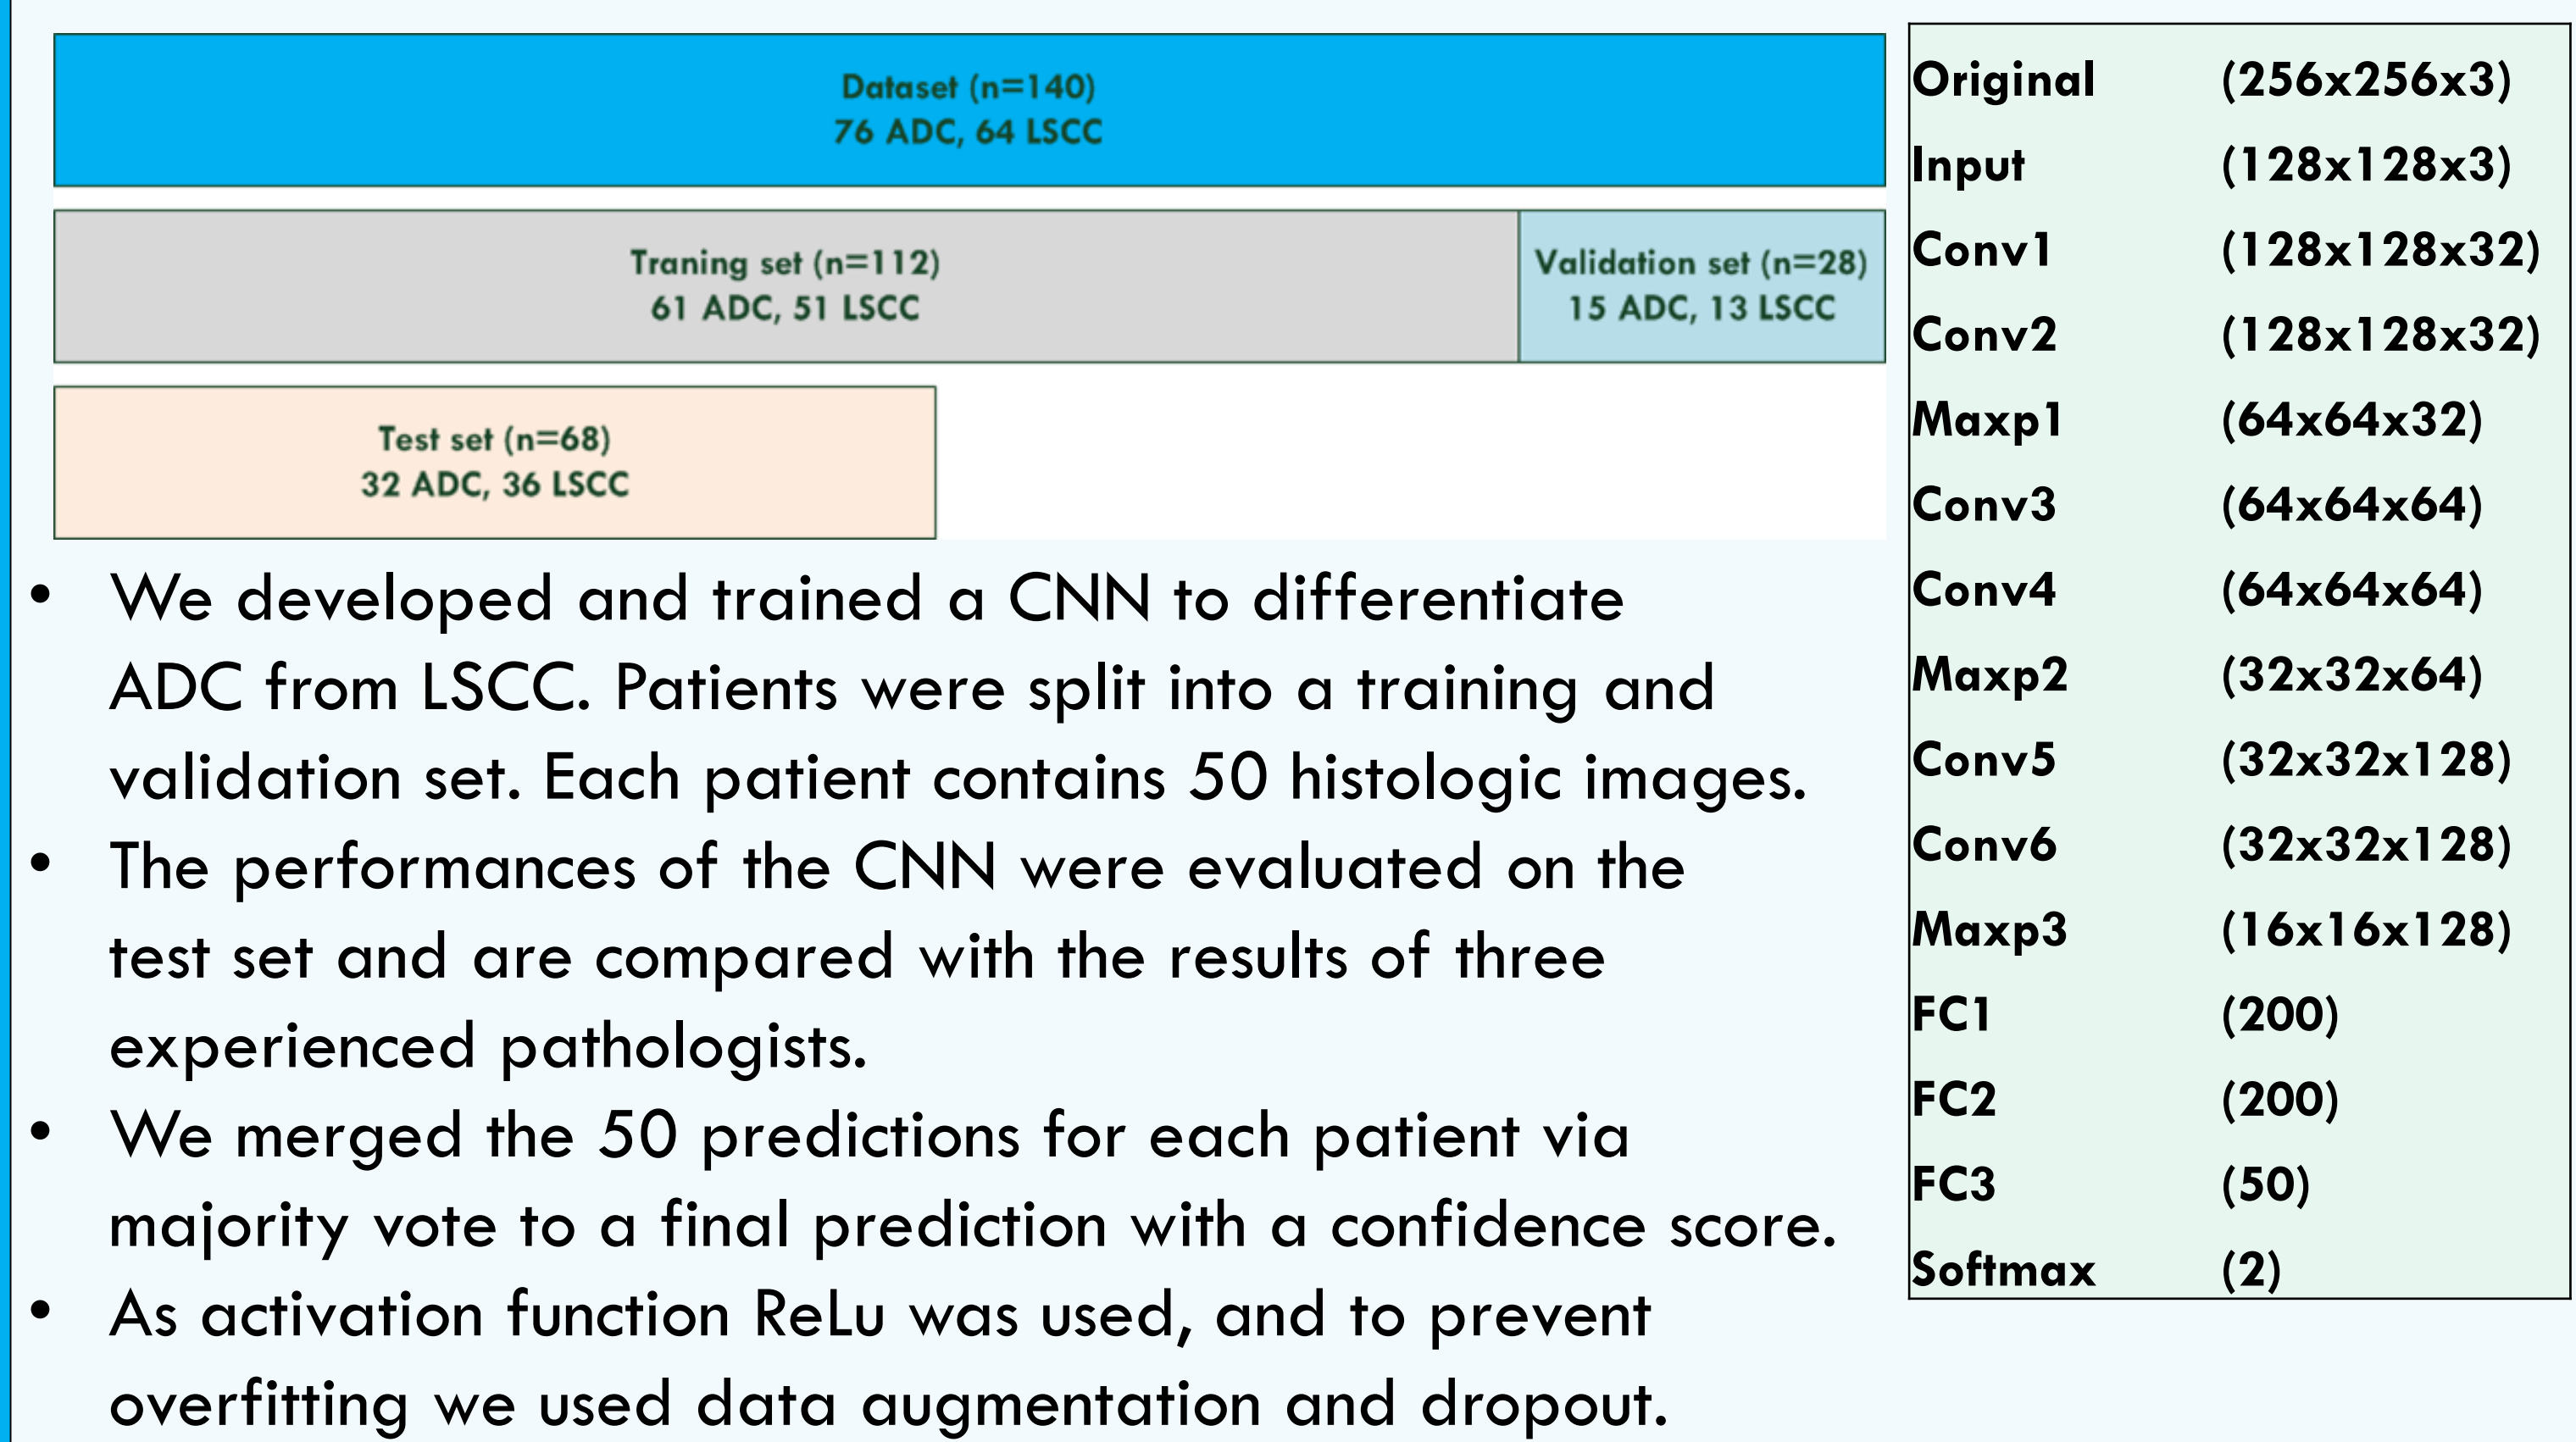 Dataset (n=140)
76 ADC, 64 LSCC
Traning set (n=112)
61 ADC, 51 LSCC
Validation set (n=28)
15 ADC, 13 LSCC
Test set (n=68)
32 ADC, 36 LSCC
• We developed and trained a CNN to differentiate
ADC from LSCC. Patients were split into a training and
validation set. Each patient contains 50 histologic images.
• The performances of the CNN were evaluated on the
test set and are compared with the results of three
experienced pathologists.
• We merged the 50 predictions for each patient via
majority vote to a final prediction with a confidence score.
• As activation function ReLu was used, and to prevent
overfitting we used data augmentation and dropout.
Original (256x256x3)
Input (128x128x3)
Conv1 (128x128x32)
Conv2 (128x128x32)
Maxp1 (64x64x32)
Conv3 (64x64x64)
Conv4 (64x64x64)
Maxp2 (32x32x64)
Conv5 (32x32x128)
Conv6 (32x32x128)
Maxp3 (16x16x128)
FC1 (200)
FC2 (200)
FC3 (50)
Softmax (2)